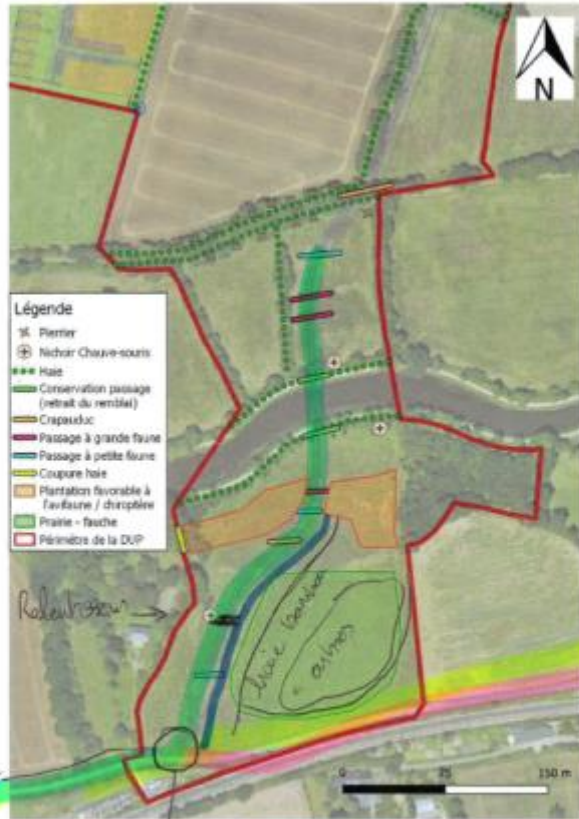 N
Légende
Pierrier
Nichoir Chauve-souris
Haie
Conservation passage
(retrait du remblai)
Crapauduc
Passage à grande faune
Passage à petite faune
Coupure haie
Plantation favorable à
l'avifaune / chiroptère
Prairie - fauche
Périmètre de la DUP
haie
arbres
0 75 150 m